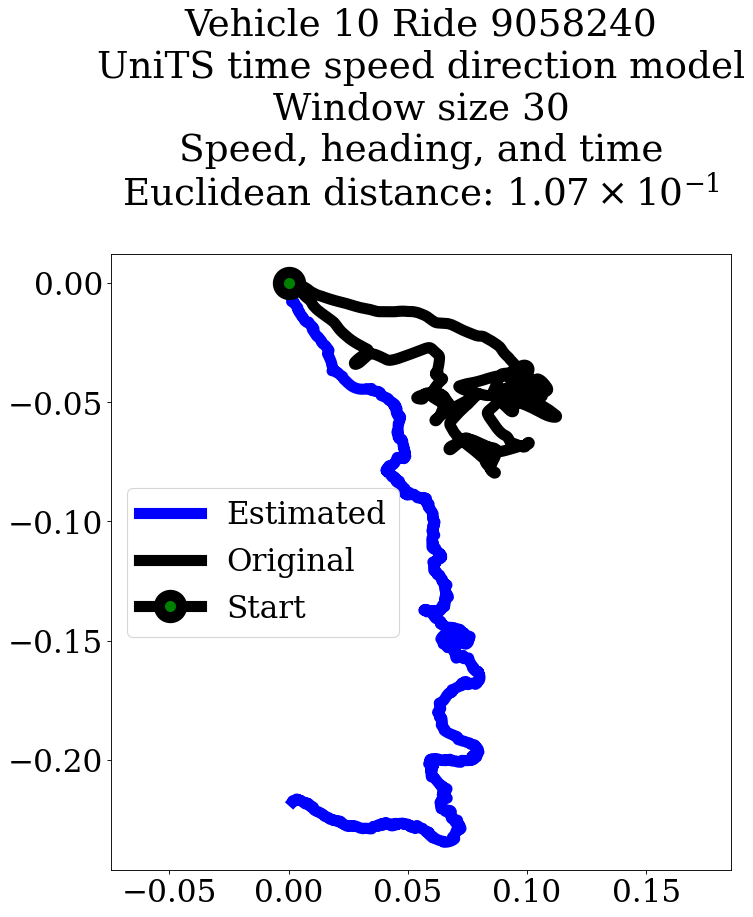 Vehicle 10 Ride 9058240
UniTS time speed direction model
Window size 30
Speed, heading, and time
Euclidean distance: 1.07 × 10⁻¹
0.00
−0.05
−0.10
−0.15
−0.20
Estimated
Original
Start
−0.05 0.00 0.05 0.10 0.15